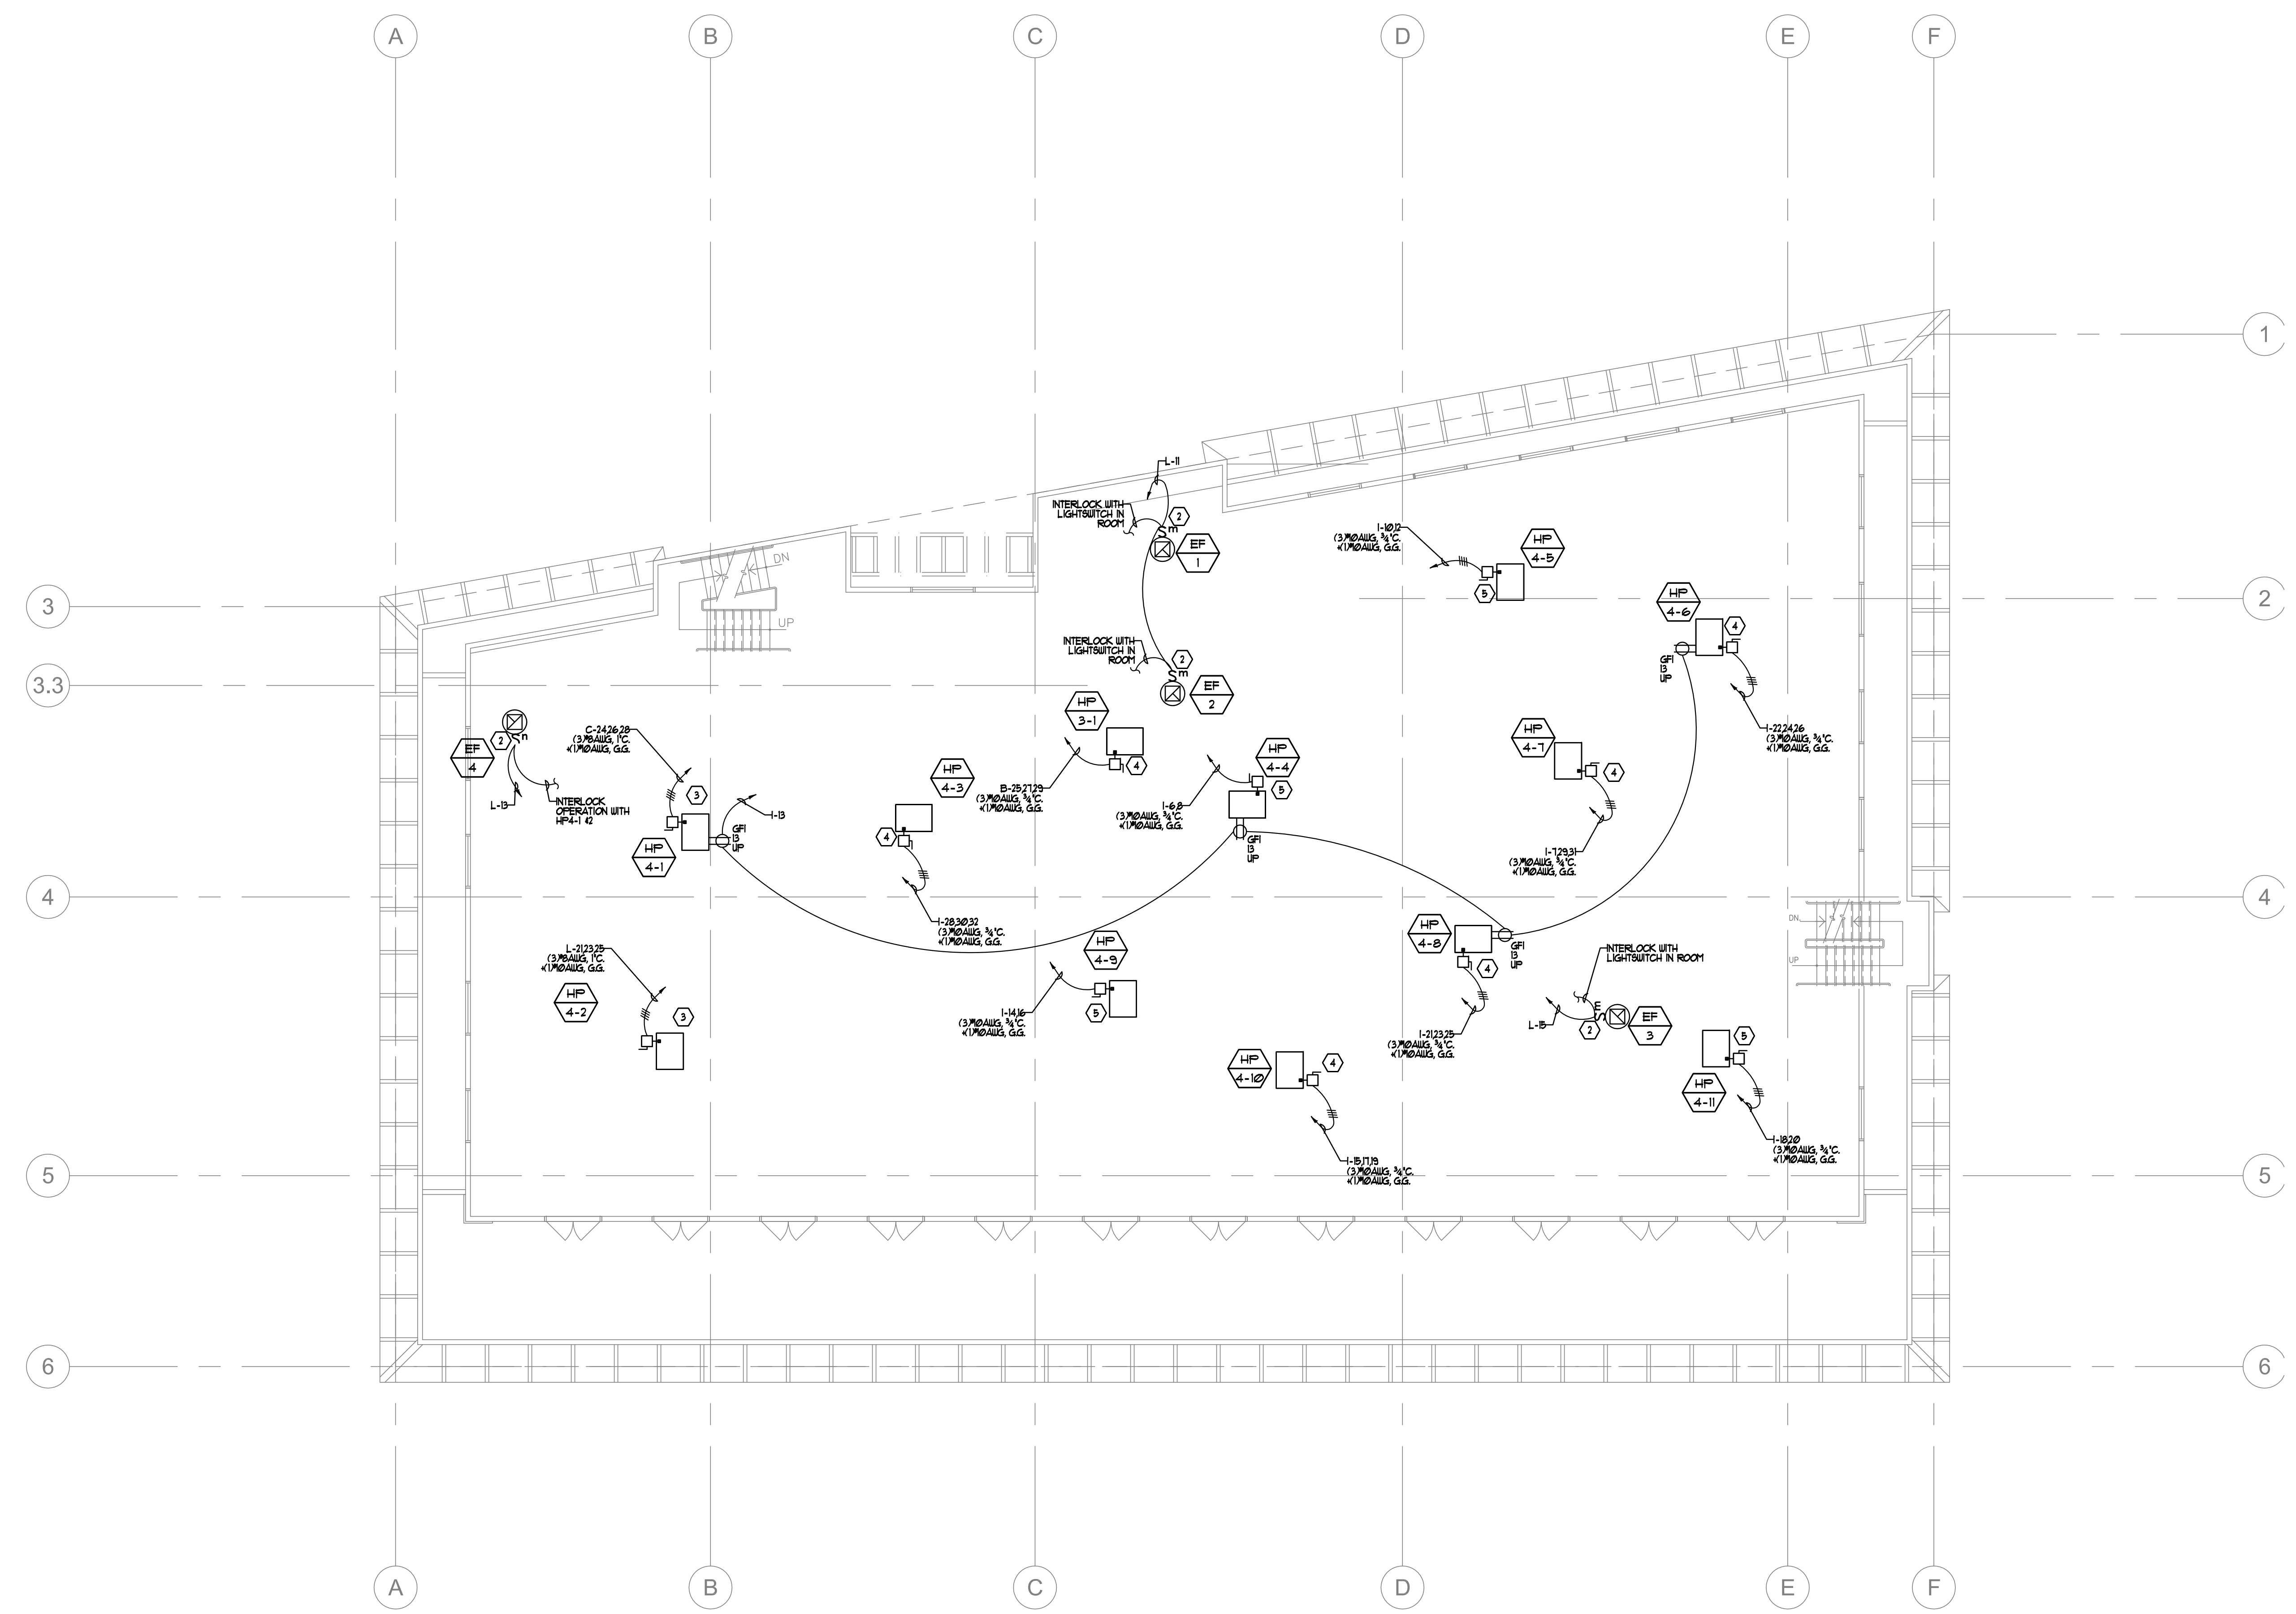 A
B
C
D
E
F
1
L-11
INTERLOCK WITH
LIGHTSWITCH IN
ROOM
2
Sm
EF
1
I-10,12
(3)#10AWG, ¾"C.
+(1)#10AWG, G.G.
HP
4-5
5
DN
UP
3
2
HP
4-6
4
GFI
13
UP
INTERLOCK WITH
LIGHTSWITCH IN
ROOM
2
Sm
EF
2
3.3
I-22,24,26
(3)#10AWG, ¾"C.
+(1)#10AWG, G.G.
HP
3-1
4
B-25,27,29
(3)#10AWG, ¾"C.
+(1)#10AWG, G.G.
2
Sm
EF
4
L-13
INTERLOCK
OPERATION WITH
HP4-1 &2
C-24,26,28
(3)#8AWG, 1"C.
+(1)#10AWG, G.G.
3
I-13
GFI
13
UP
HP
4-1
HP
4-3
4
I-28,30,32
(3)#10AWG, ¾"C.
+(1)#10AWG, G.G.
HP
4-4
5
I-6,8
(3)#10AWG, ¾"C.
+(1)#10AWG, G.G.
GFI
13
UP
HP
4-7
4
I-7,29,31
(3)#10AWG, ¾"C.
+(1)#10AWG, G.G.
4
4
DN
UP
L-21,23,25
(3)#8AWG, 1"C.
+(1)#10AWG, G.G.
HP
4-2
3
HP
4-9
I-14,16
(3)#10AWG, ¾"C.
+(1)#10AWG, G.G.
5
HP
4-8
GFI
13
UP
4
I-21,23,25
(3)#10AWG, ¾"C.
+(1)#10AWG, G.G.
INTERLOCK WITH
LIGHTSWITCH IN ROOM
L-15
2
EF
3
HP
4-10
4
I-15,17,19
(3)#10AWG, ¾"C.
+(1)#10AWG, G.G.
5
HP
4-11
I-18,20
(3)#10AWG, ¾"C.
+(1)#10AWG, G.G.
5
5
6
6
A
B
C
D
E
F